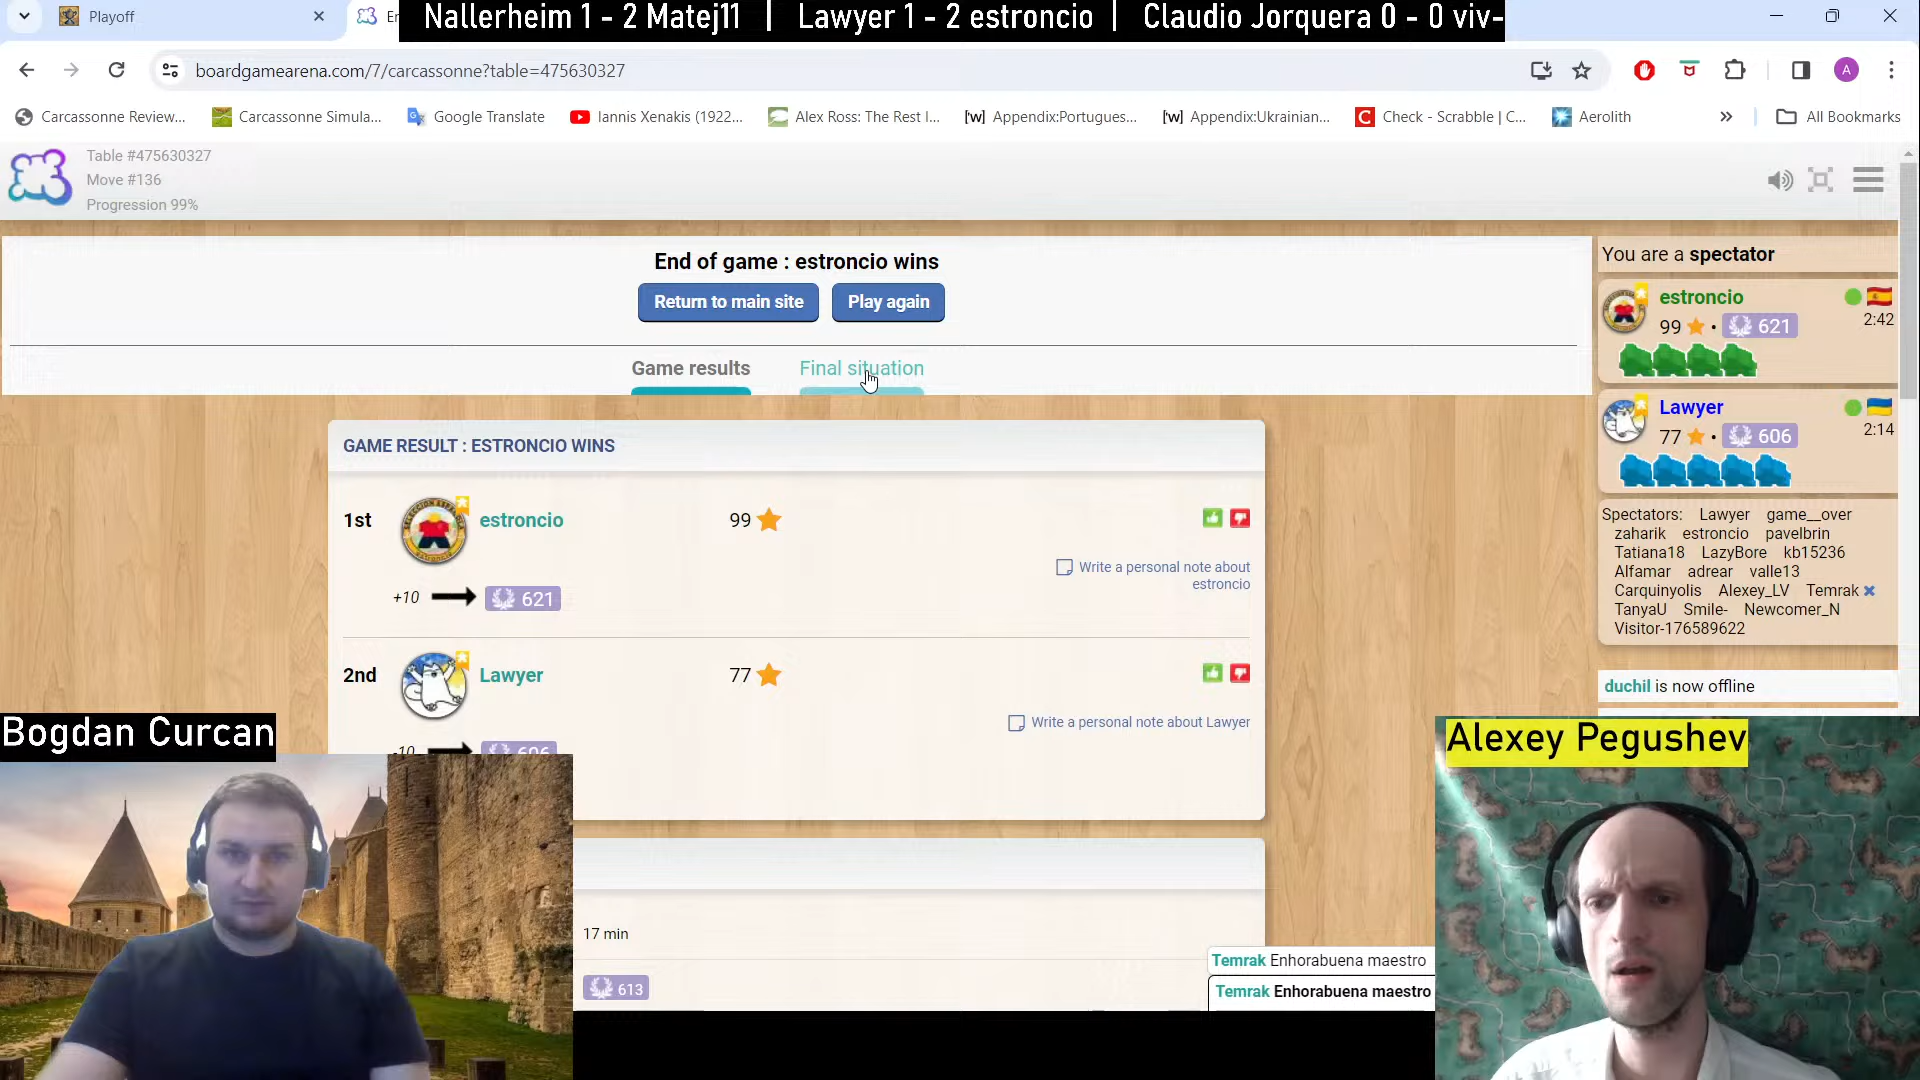 Nallerheim 1 - 2 Matej11 | Lawyer 1 - 2 estroncio | Claudio Jorquera 0 - 0 viv-
Playoff
boardgamearena.com/7/carcassonne?table=475630327
A
Carcassonne Review...
Carcassonne Simula...
Google Translate
Iannis Xenakis (1922...
Alex Ross: The Rest I...
[w] Appendix:Portugues...
[w] Appendix:Ukrainian...
C Check - Scrabble | C...
Aerolith
All Bookmarks
Table #475630327
Move #136
Progression 99%
End of game : estroncio wins
Return to main site
Play again
Game results
Final situation
GAME RESULT : ESTRONCIO WINS
1st
estroncio
99
Write a personal note about
estroncio
+10
621
2nd
Lawyer
77
Write a personal note about Lawyer
-10
606
17 min
613
You are a spectator
estroncio
99 • 621
2:42
Lawyer
77 • 606
2:14
Spectators: Lawyer game__over
zaharik estroncio pavelbrin
Tatiana18 LazyBore kb15236
Alfamar adrear valle13
Carquinyolis Alexey_LV Temrak
TanyaU Smile- Newcomer_N
Visitor-176589622
duchil is now offline
Bogdan Curcan
Alexey Pegushev
Temrak Enhorabuena maestro
Temrak Enhorabuena maestro